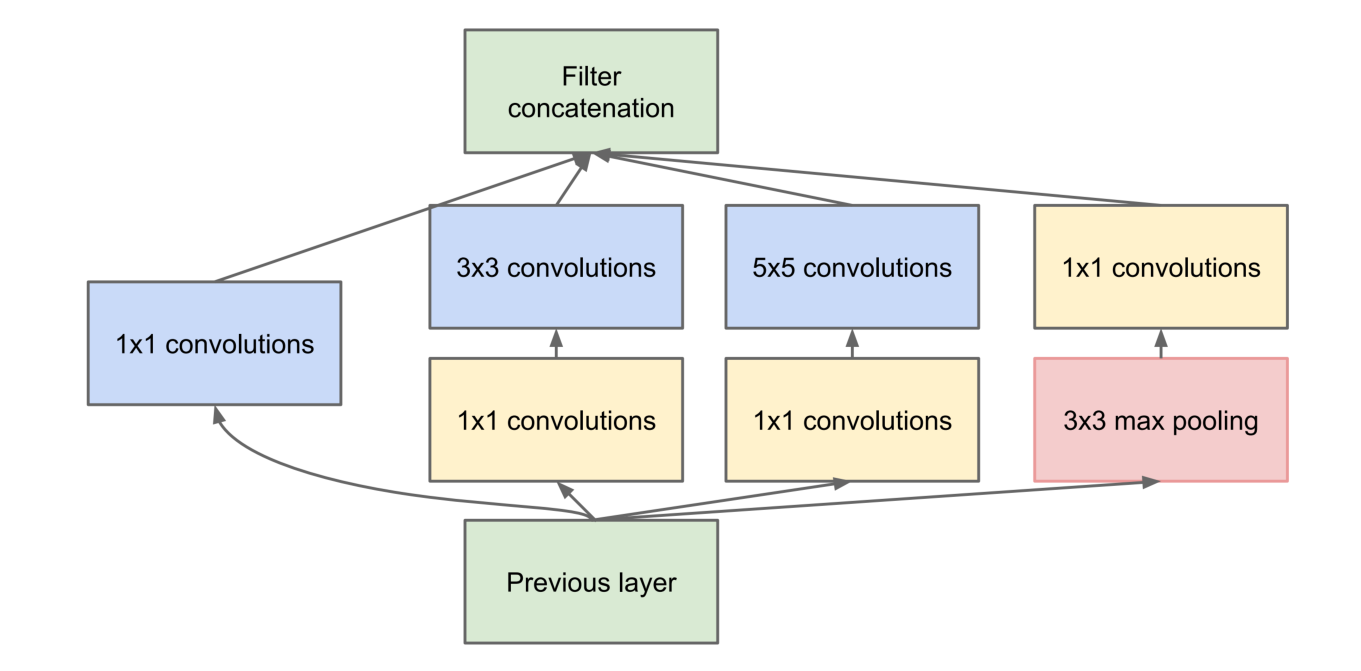 Filter
concatenation
3x3 convolutions
5x5 convolutions
1x1 convolutions
1x1 convolutions
1x1 convolutions
1x1 convolutions
3x3 max pooling
Previous layer